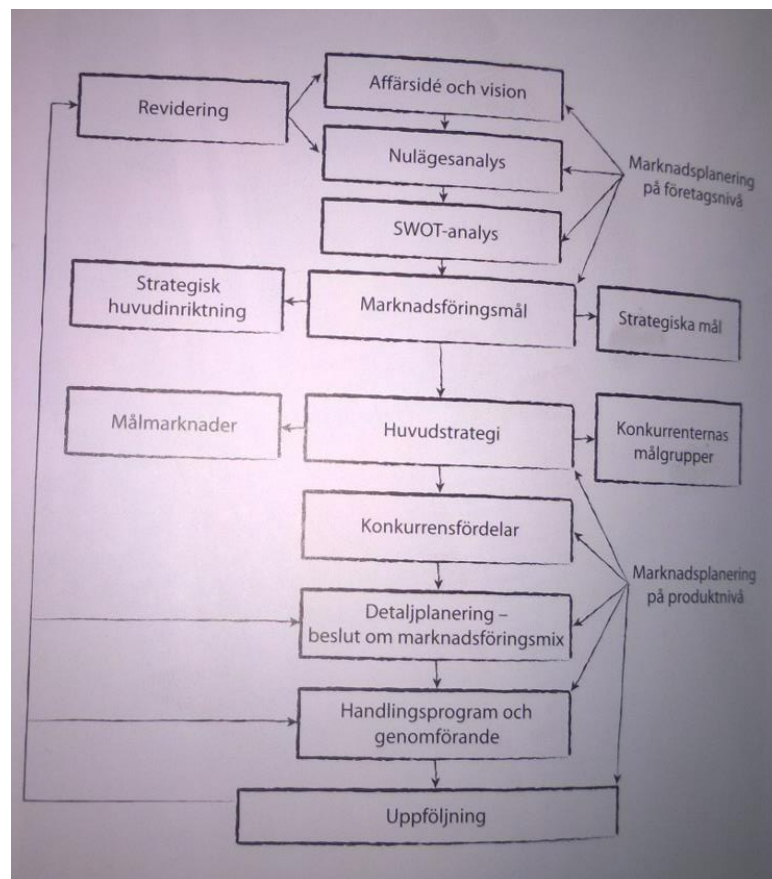 Affärsidé och vision
Revidering
Nulägesanalys
Marknadsplanering
på företagsnivå
SWOT-analys
Strategisk
huvudinriktning
Marknadsföringsmål
Strategiska mål
Målmarknader
Huvudstrategi
Konkurrenternas
målgrupper
Konkurrensfördelar
Marknadsplanering
på produktnivå
Detaljplanering –
beslut om marknadsföringsmix
Handlingsprogram och
genomförande
Uppföljning